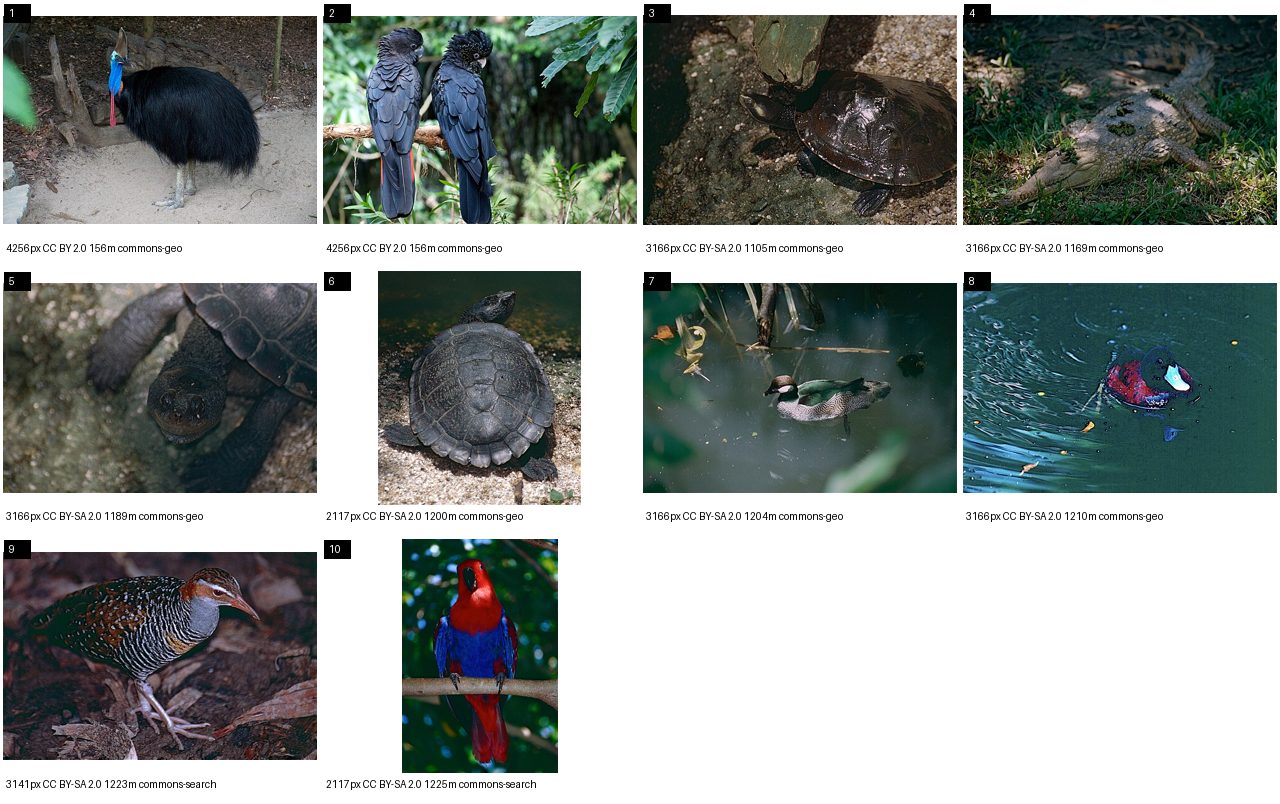 1
2
3
4
4256px CC BY 2.0 156m commons-geo
4256px CC BY 2.0 156m commons-geo
3166px CC BY-SA 2.0 1105m commons-geo
3166px CC BY-SA 2.0 1169m commons-geo
5
6
7
8
3166px CC BY-SA 2.0 1189m commons-geo
2117px CC BY-SA 2.0 1200m commons-geo
3166px CC BY-SA 2.0 1204m commons-geo
3166px CC BY-SA 2.0 1210m commons-geo
9
10
3141px CC BY-SA 2.0 1223m commons-search
2117px CC BY-SA 2.0 1225m commons-search